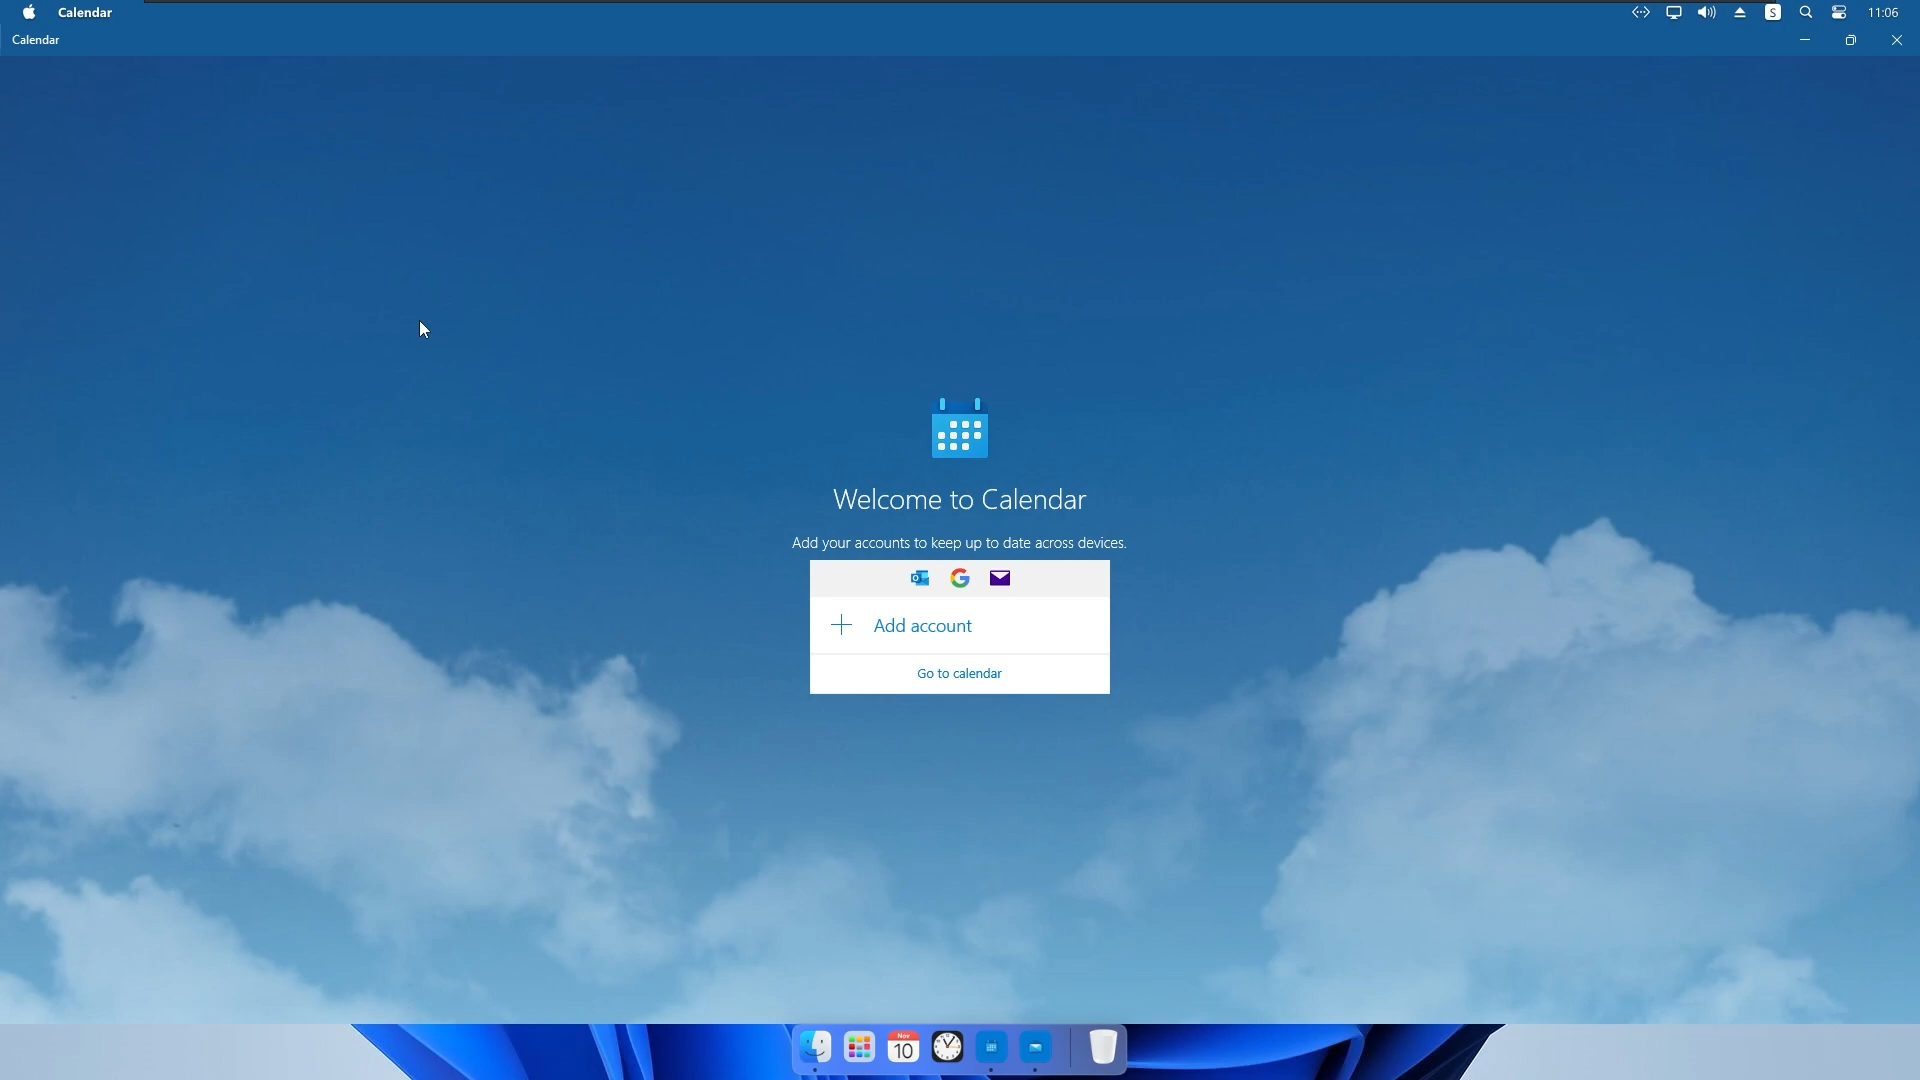 Calendar
S
11:06
Calendar
Welcome to Calendar
Add your accounts to keep up to date across devices.
Add account
Go to calendar
Nov
10